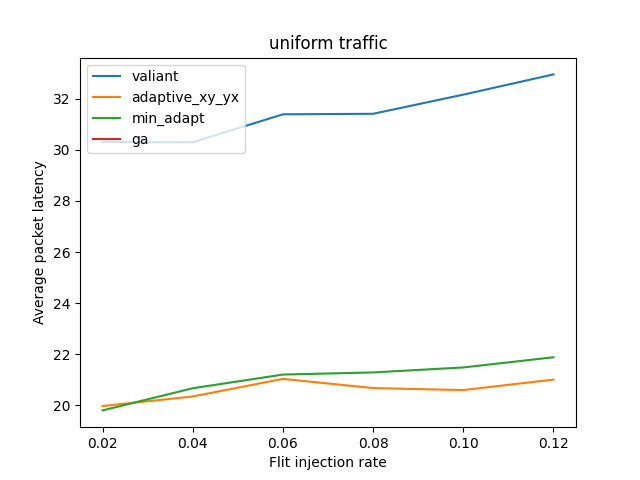 uniform traffic
valiant
adaptive_xy_yx
min_adapt
ga
Average packet latency
32
30
28
26
24
22
20
0.02 0.04 0.06 0.08 0.10 0.12
Flit injection rate